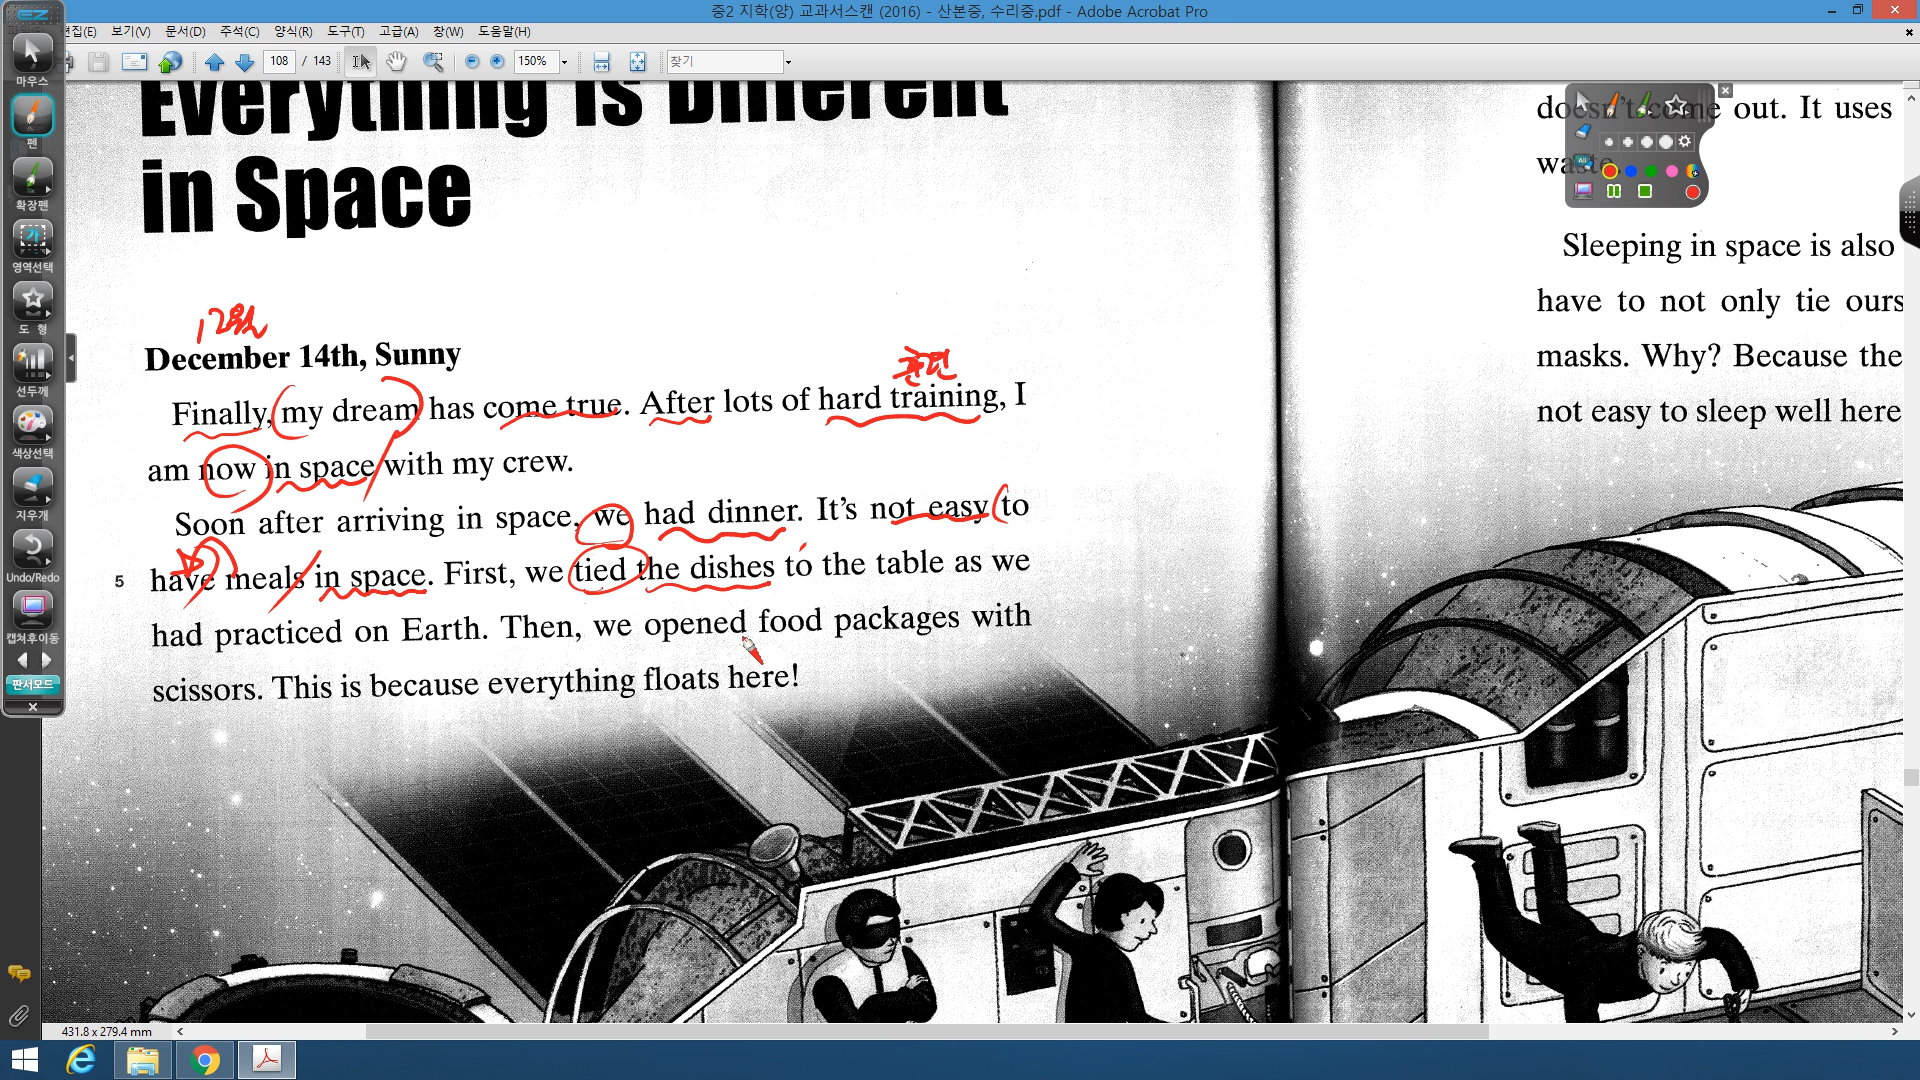 중2 지학(양) 교과서스캔 (2016) - 산본중, 수리중.pdf - Adobe Acrobat Pro
편집(E) 보기(V) 문서(D) 주석(C) 양식(R) 도구(T) 고급(A) 창(W) 도움말(H)
108 / 143 150% 찾기
마우스
펜
확장펜
영역선택
도 형
선두께
색상선택
지우개
Undo/Redo
캡쳐후이동
판서모드
Everything Is Different
in Space
12월
December 14th, Sunny
훈련
Finally, my dream has come true. After lots of hard training, I
am now in space with my crew.
Soon after arriving in space, we had dinner. It's not easy to
5 have meals in space. First, we tied the dishes to the table as we
had practiced on Earth. Then, we opened food packages with
scissors. This is because everything floats here!
doesn't come out. It uses
waste.
Sleeping in space is also
have to not only tie ours
masks. Why? Because the
not easy to sleep well here
431.8 x 279.4 mm